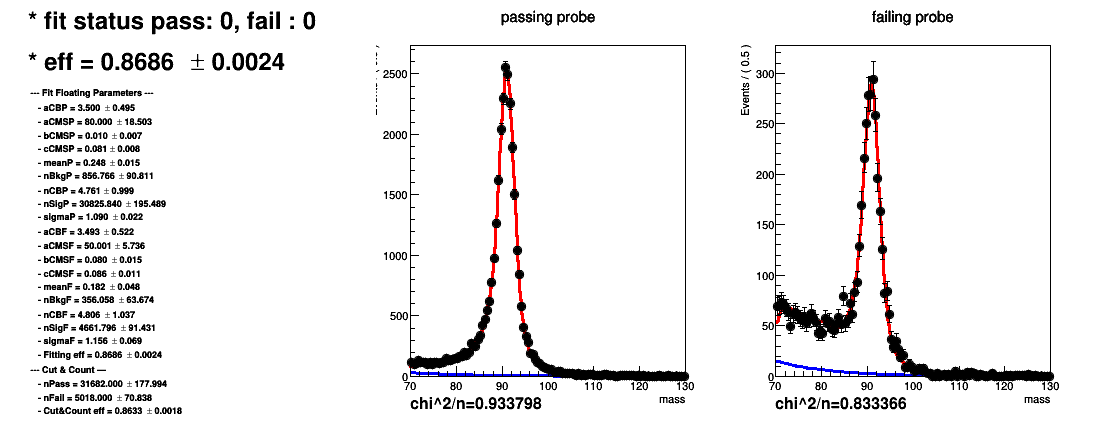 * fit status pass: 0, fail : 0
* eff = 0.8686 ± 0.0024
--- Fit Floating Parameters ---
- aCBP = 3.500 ± 0.495
- aCMSP = 80.000 ± 18.503
- bCMSP = 0.010 ± 0.007
- cCMSP = 0.081 ± 0.008
- meanP = 0.248 ± 0.015
- nBkgP = 856.766 ± 90.811
- nCBP = 4.761 ± 0.999
- nSigP = 30825.840 ± 195.489
- sigmaP = 1.090 ± 0.022
- aCBF = 3.493 ± 0.522
- aCMSF = 50.001 ± 5.736
- bCMSF = 0.080 ± 0.015
- cCMSF = 0.086 ± 0.011
- meanF = 0.182 ± 0.048
- nBkgF = 356.058 ± 63.674
- nCBF = 4.806 ± 1.037
- nSigF = 4661.796 ± 91.431
- sigmaF = 1.156 ± 0.069
- Fitting eff = 0.8686 ± 0.0024
--- Cut & Count ---
- nPass = 31682.000 ± 177.994
- nFail = 5018.000 ± 70.838
- Cut&Count eff = 0.8633 ± 0.0018
passing probe
2500
2000
1500
1000
500
0
70 80 90 100 110 120 130
mass
chi^2/n=0.933798
failing probe
Events / ( 0.5 )
300
250
200
150
100
50
0
70 80 90 100 110 120 130
mass
chi^2/n=0.833366